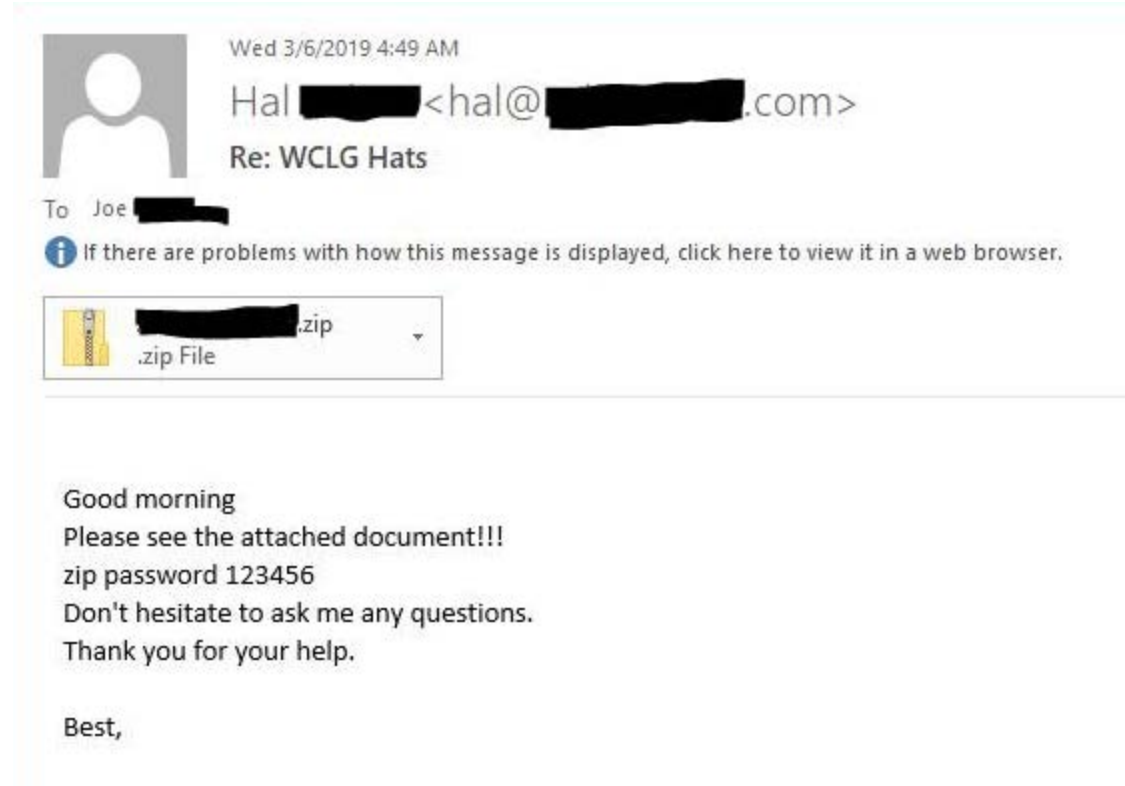 Wed 3/6/2019 4:49 AM
Hal <hal@ .com>
Re: WCLG Hats
To Joe
If there are problems with how this message is displayed, click here to view it in a web browser.
.zip
.zip File
Good morning
Please see the attached document!!!
zip password 123456
Don't hesitate to ask me any questions.
Thank you for your help.
Best,